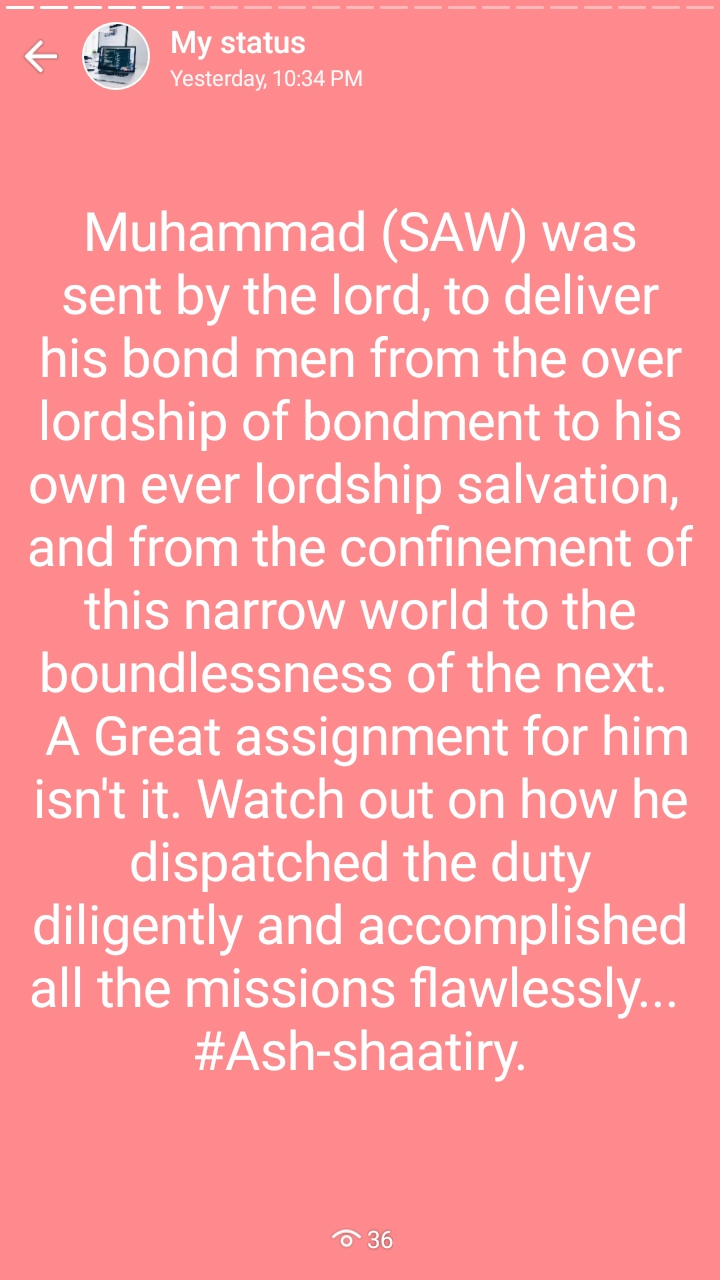 My status
Yesterday, 10:34 PM
Muhammad (SAW) was
sent by the lord, to deliver
his bond men from the over
lordship of bondment to his
own ever lordship salvation,
and from the confinement of
this narrow world to the
boundlessness of the next.
A Great assignment for him
isn't it. Watch out on how he
dispatched the duty
diligently and accomplished
all the missions flawlessly...
#Ash-shaatiry.
36